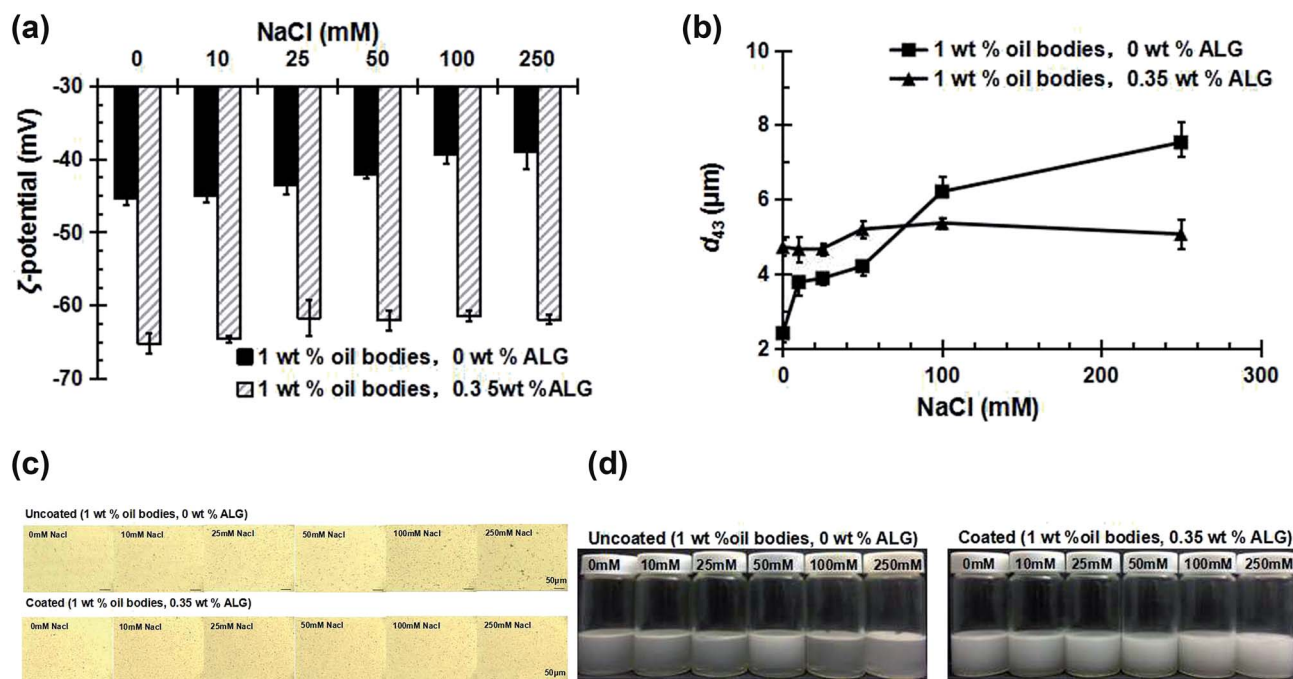 (a)
NaCl (mM)
0 10 25 50 100 250
-30
-40
-50
-60
-70
ζ-potential (mV)
1 wt % oil bodies, 0 wt % ALG
1 wt % oil bodies, 0.3 5wt %ALG
(b)
10
8
6
4
2
d43 (μm)
1 wt % oil bodies, 0 wt % ALG
1 wt % oil bodies, 0.35 wt % ALG
0 100 200 300
NaCl (mM)
(c)
Uncoated (1 wt % oil bodies, 0 wt % ALG)
0mM Nacl 10mM Nacl 25mM Nacl 50mM Nacl 100mM Nacl 250mM Nacl
50μm
Coated (1 wt % oil bodies, 0.35 wt % ALG)
0mM Nacl 10mM Nacl 25mM Nacl 50mM Nacl 100mM Nacl 250mM Nacl
50μm
(d)
Uncoated (1 wt %oil bodies, 0 wt % ALG)
0mM 10mM 25mM 50mM 100mM 250mM
Coated (1 wt %oil bodies, 0.35 wt % ALG)
0mM 10mM 25mM 50mM 100mM 250mM